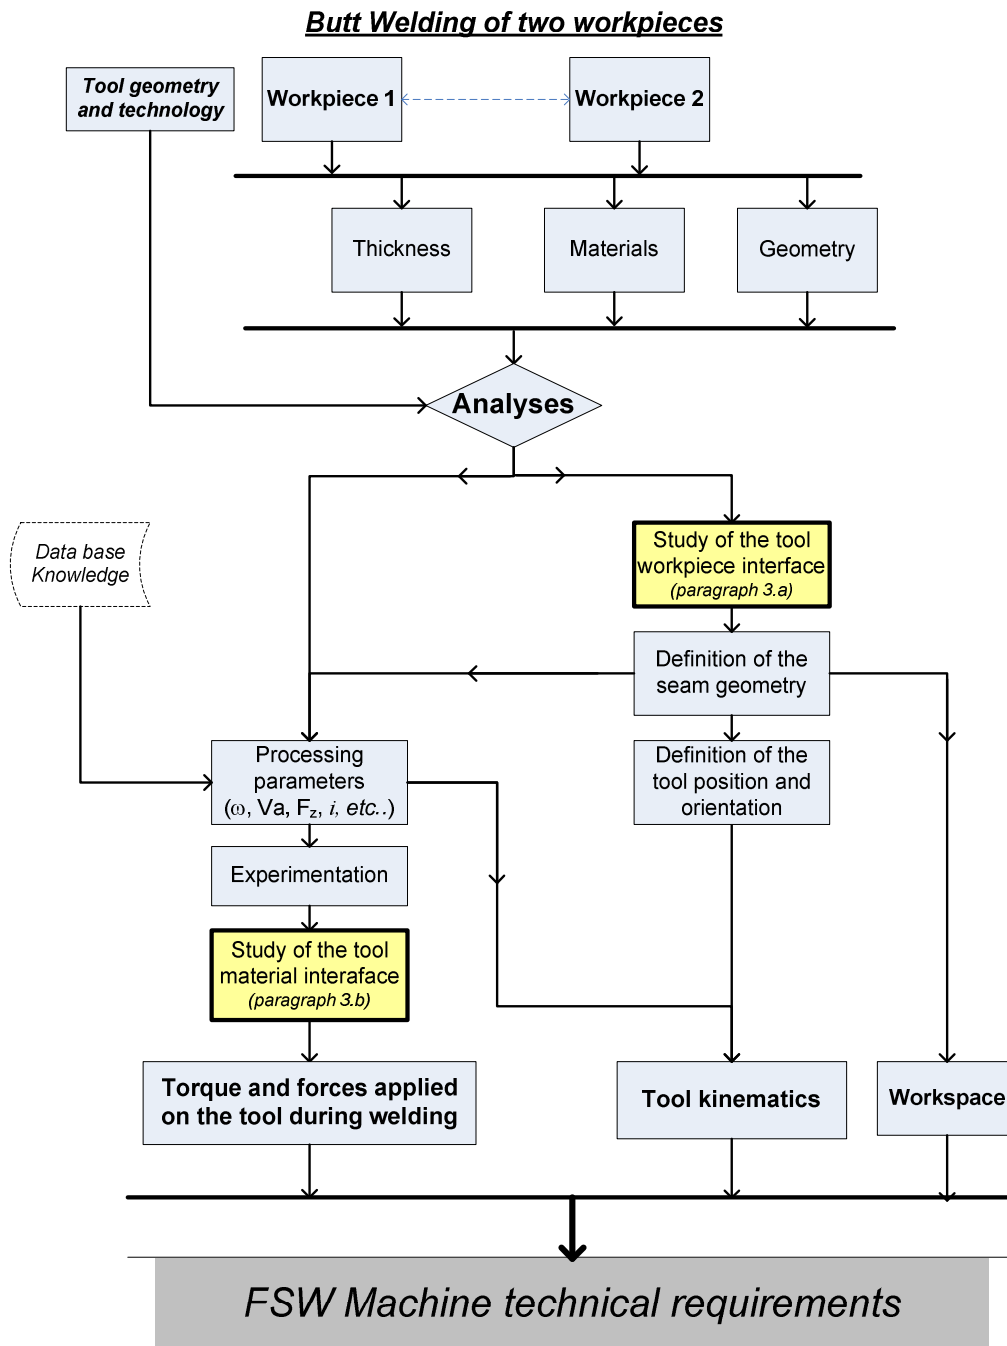 Butt Welding of two workpieces
Tool geometry
and technology
Workpiece 1
Workpiece 2
Thickness
Materials
Geometry
Analyses
Data base
Knowledge
Study of the tool
workpiece interface
(paragraph 3.a)
Definition of the
seam geometry
Processing
parameters
(ω, Va, Fz, i, etc..)
Definition of the
tool position and
orientation
Experimentation
Study of the tool
material interaface
(paragraph 3.b)
Torque and forces applied
on the tool during welding
Tool kinematics
Workspace
FSW Machine technical requirements